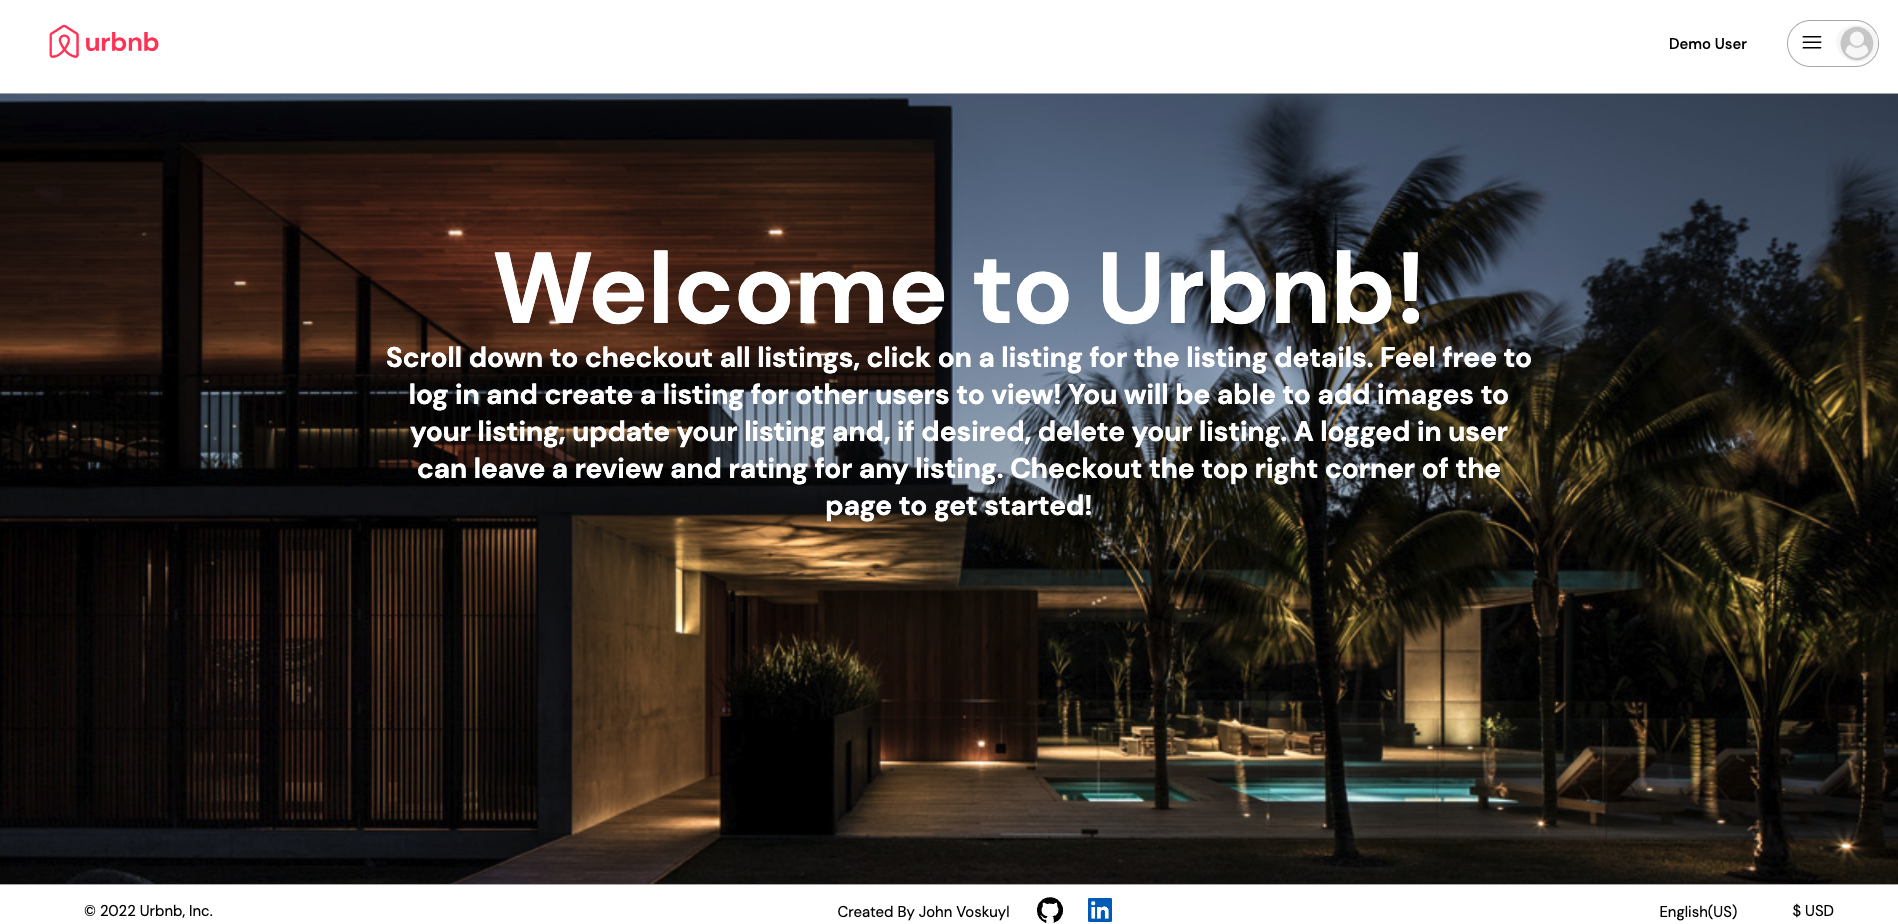 urbnb
Demo User
Welcome to Urbnb!
Scroll down to checkout all listings, click on a listing for the listing details. Feel free to
log in and create a listing for other users to view! You will be able to add images to
your listing, update your listing and, if desired, delete your listing. A logged in user
can leave a review and rating for any listing. Checkout the top right corner of the
page to get started!
© 2022 Urbnb, Inc.
Created By John Voskuyl
in
English(US)
$ USD